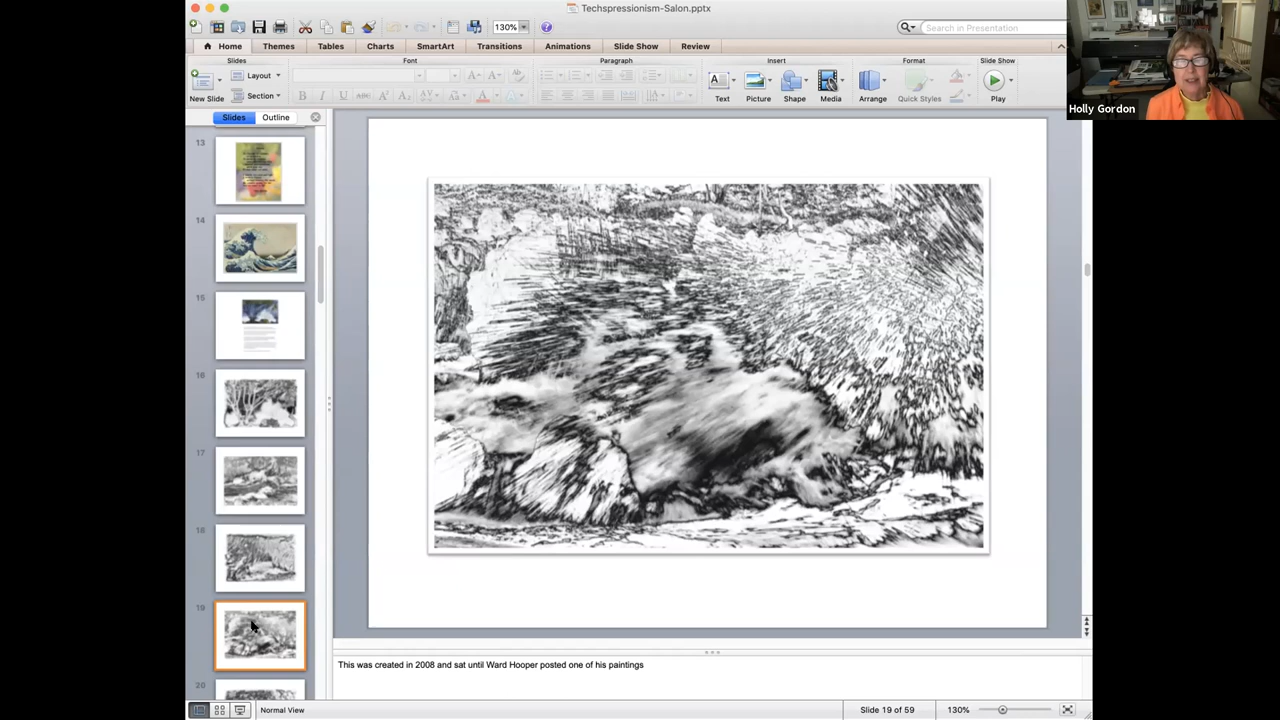 Techspressionism-Salon.pptx
130%
Search in Presentation
Home
Themes
Tables
Charts
SmartArt
Transitions
Animations
Slide Show
Review
Slides
Font
Paragraph
Insert
Format
Slide Show
New Slide
Layout
Section
Text
Picture
Shape
Media
Arrange
Quick Styles
Play
Holly Gordon
Slides
Outline
13
14
15
16
17
18
19
20
This was created in 2008 and sat until Ward Hooper posted one of his paintings
Normal View
Slide 19 of 59
130%